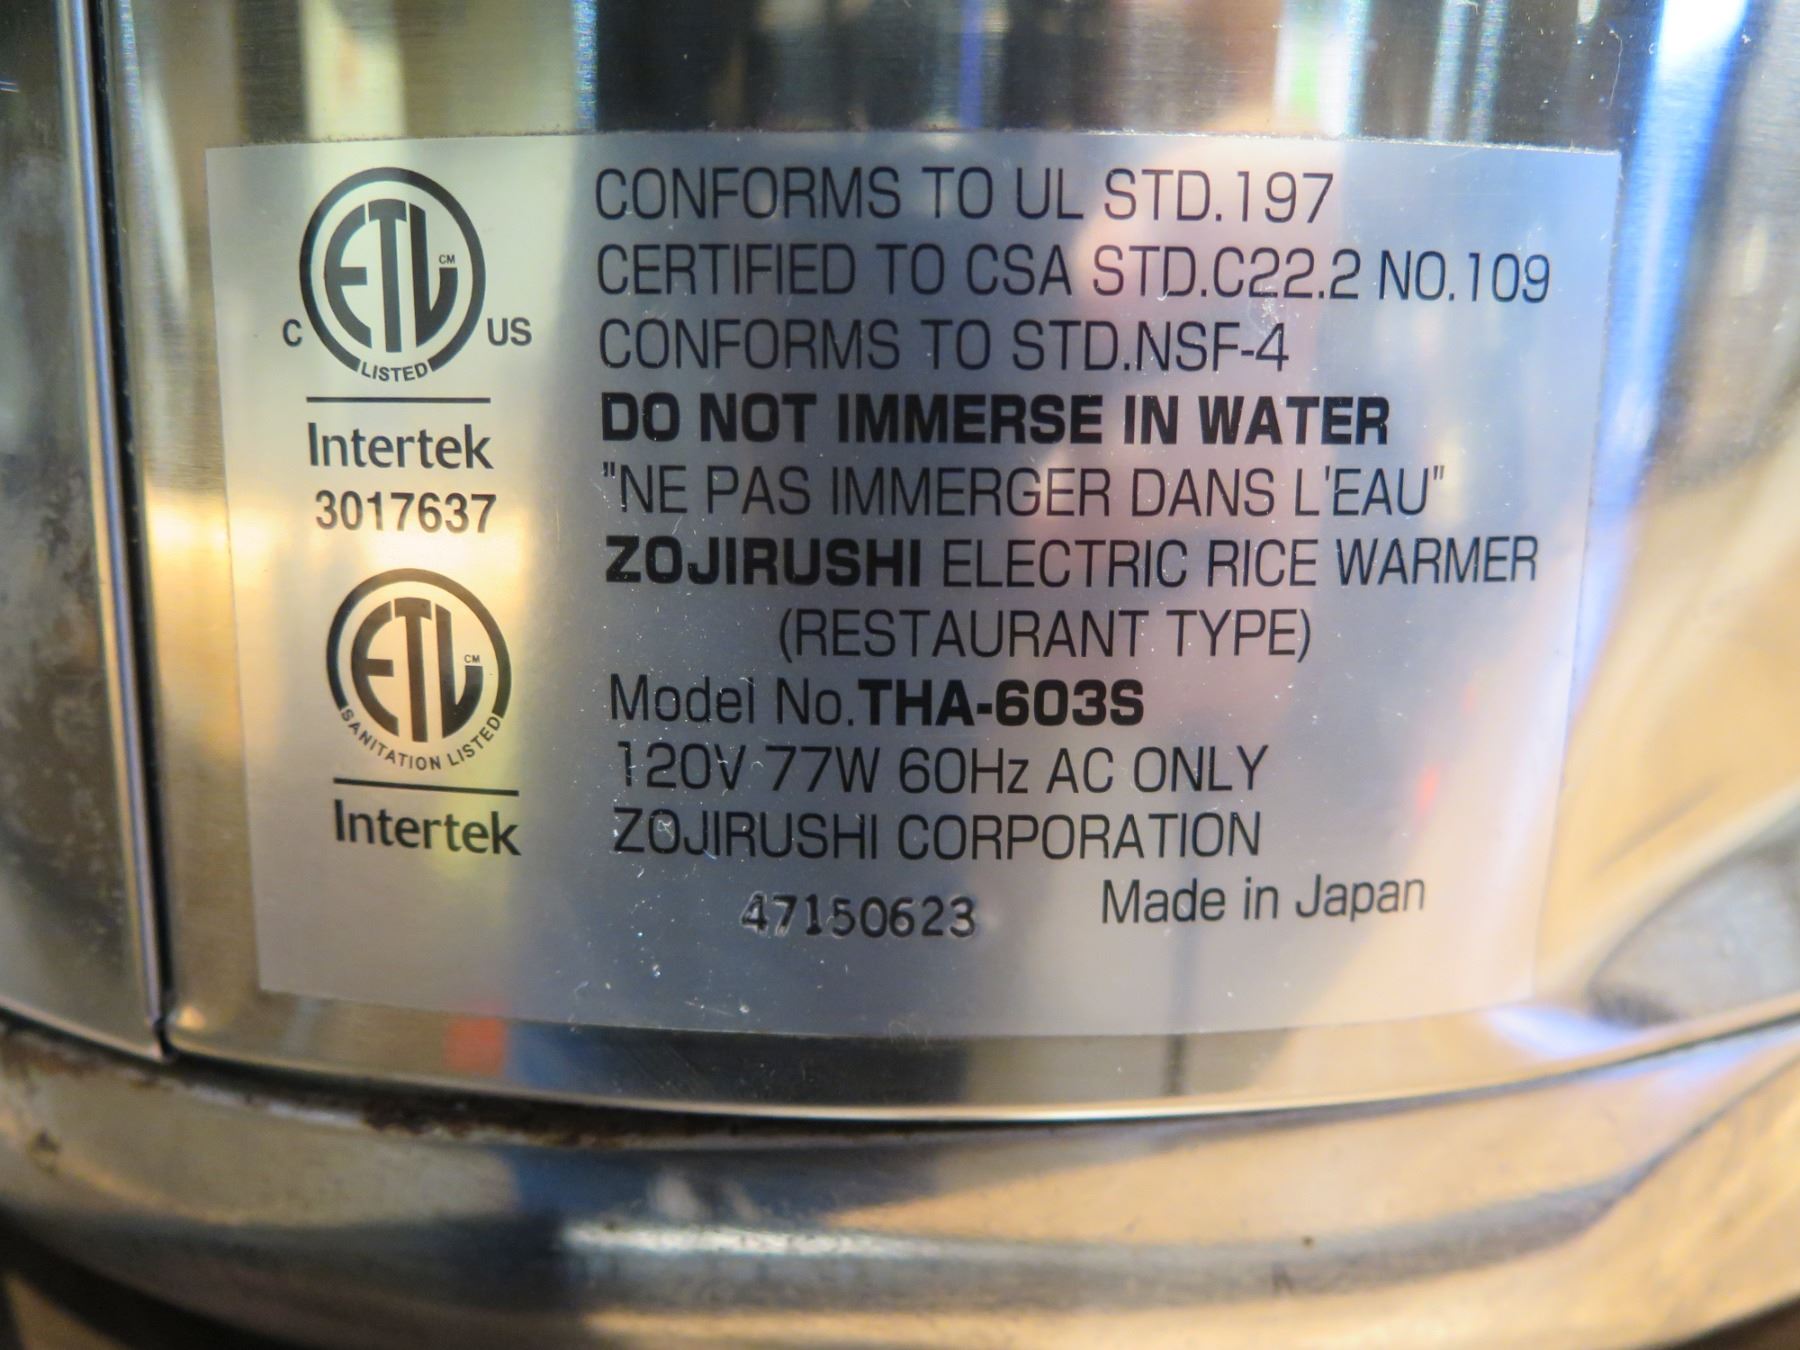 ETL CM
C US
LISTED
Intertek
3017637
ETL CM
SANITATION LISTED
Intertek
CONFORMS TO UL STD.197
CERTIFIED TO CSA STD.C22.2 NO.109
CONFORMS TO STD.NSF-4
DO NOT IMMERSE IN WATER
"NE PAS IMMERGER DANS L'EAU"
ZOJIRUSHI ELECTRIC RICE WARMER
(RESTAURANT TYPE)
Model No.THA-603S
120V 77W 60Hz AC ONLY
ZOJIRUSHI CORPORATION
47150623 Made in Japan